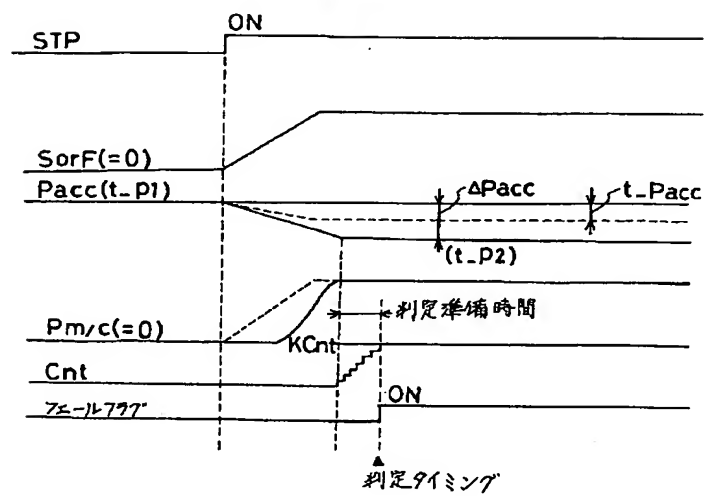 ON
STP
SorF(=0)
Pacc(t_p1)
ΔPacc
t_Pacc
(t_p2)
判定準備時間
Pm/c(=0)
KCnt
Cnt
ON
フェールフラグ
判定タイミング